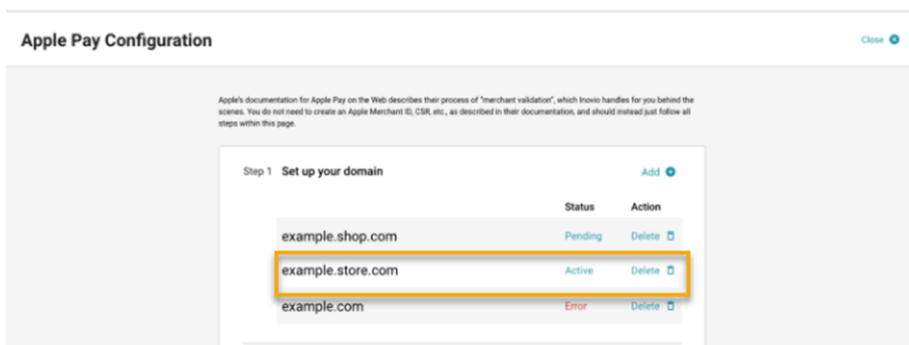 Apple Pay Configuration
Close
Apple's documentation for Apple Pay on the Web describes their process of "merchant validation", which Inovio handles for you behind the
scenes. You do not need to create an Apple Merchant ID, CSR, etc., as described in their documentation, and should instead just follow all
steps within this page.
Step 1 Set up your domain Add
Status Action
example.shop.com Pending Delete
example.store.com Active Delete
example.com Error Delete